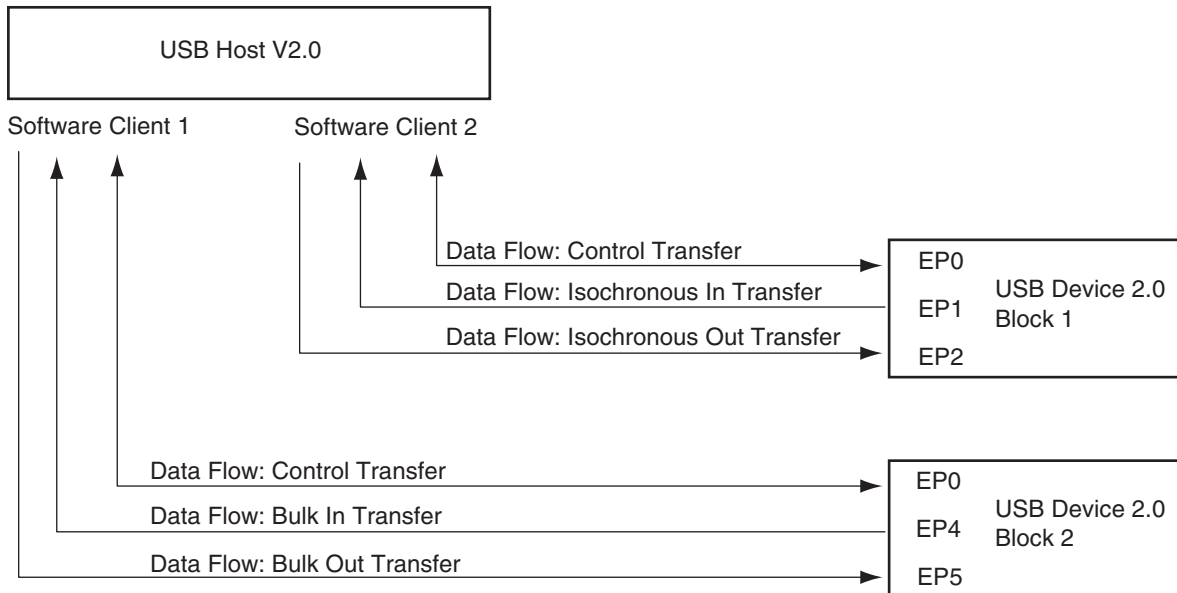 USB Host V2.0
Software Client 1
Software Client 2
Data Flow: Control Transfer
Data Flow: Isochronous In Transfer
Data Flow: Isochronous Out Transfer
EP0
EP1
EP2
USB Device 2.0
Block 1
Data Flow: Control Transfer
Data Flow: Bulk In Transfer
Data Flow: Bulk Out Transfer
EP0
EP4
EP5
USB Device 2.0
Block 2